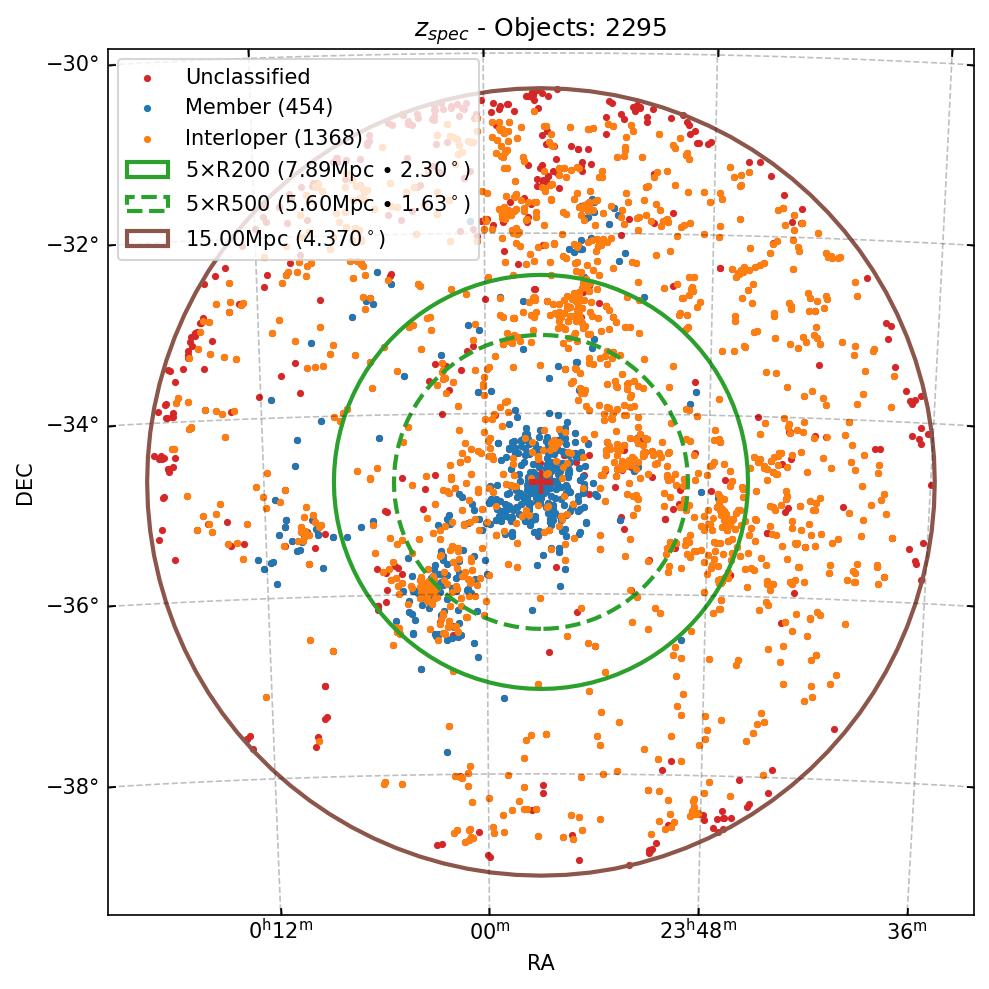 z_spec - Objects: 2295
Unclassified
Member (454)
Interloper (1368)
5×R200 (7.89Mpc • 2.30°)
5×R500 (5.60Mpc • 1.63°)
15.00Mpc (4.370°)
−30°
−32°
−34°
−36°
−38°
DEC
0ʰ12ᵐ
00ᵐ
23ʰ48ᵐ
36ᵐ
RA